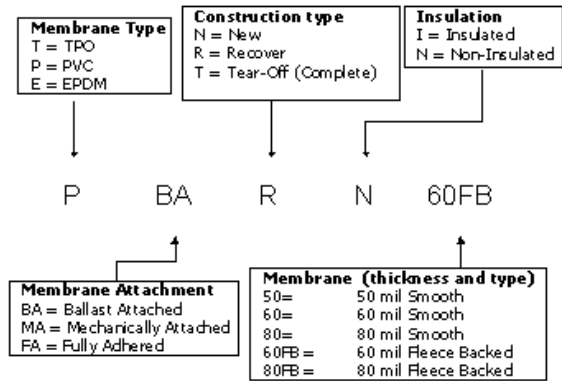 Membrane Type
T = TPO
P = PVC
E = EPDM
Construction type
N = New
R = Recover
T = Tear-Off (Complete)
Insulation
I = Insulated
N = Non-Insulated
P BA R N 60FB
Membrane Attachment
BA = Ballast Attached
MA = Mechanically Attached
FA = Fully Adhered
Membrane (thickness and type)
50= 50 mil Smooth
60= 60 mil Smooth
80= 80 mil Smooth
60FB= 60 mil Fleece Backed
80FB= 80 mil Fleece Backed